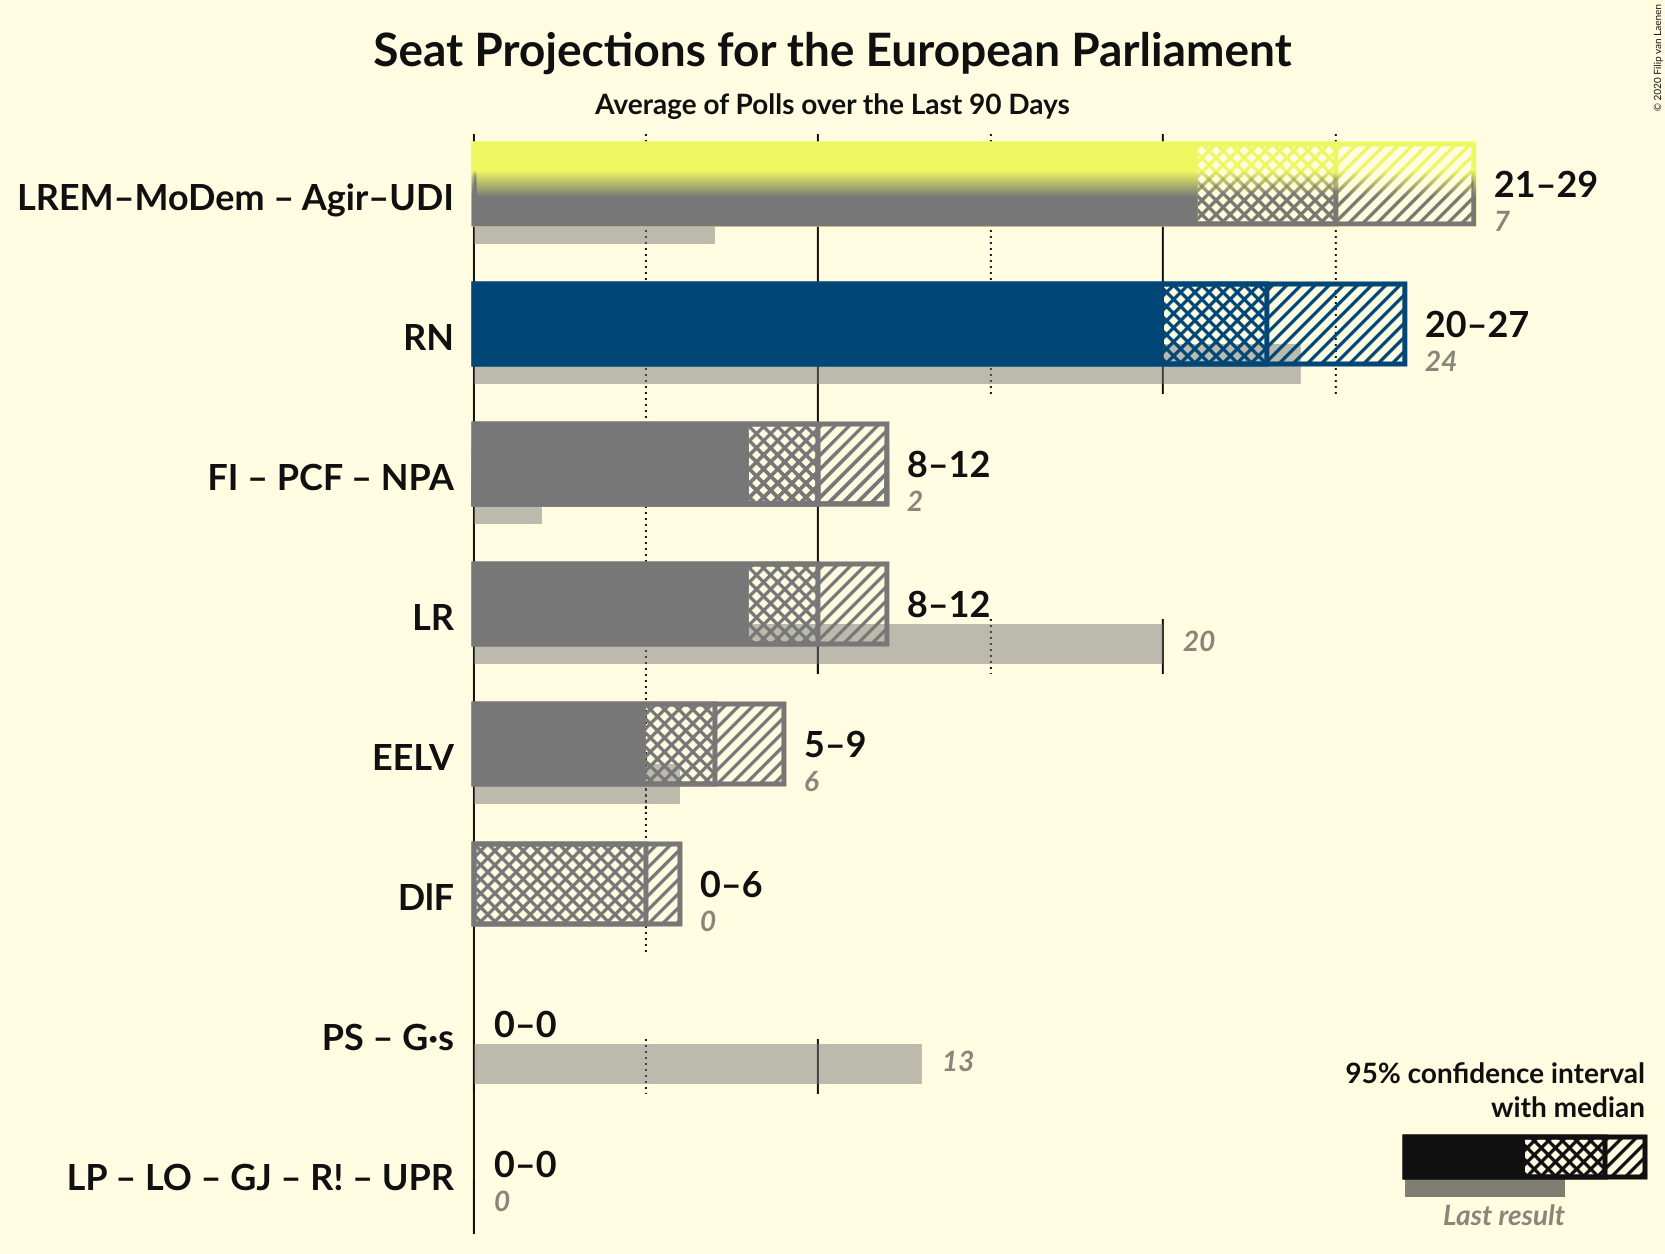 Seat Projections for the European Parliament
Average of Polls over the Last 90 Days
© 2020 Filip van Laenen
LREM–MoDem – Agir–UDI
21–29
7
RN
20–27
24
FI – PCF – NPA
8–12
2
LR
8–12
20
EELV
5–9
6
DlF
0–6
0
PS – G·s
0–0
13
LP – LO – GJ – R! – UPR
0–0
0
95% confidence interval
with median
Last result